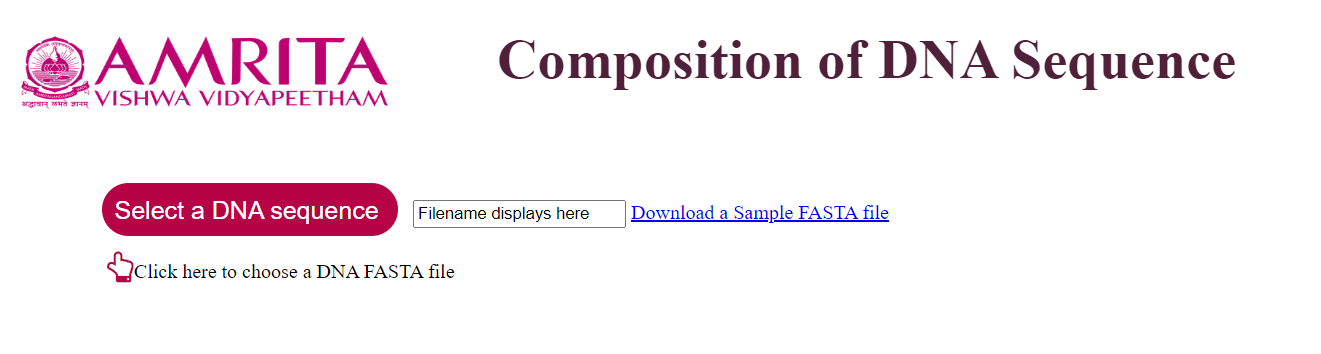 AMRITA
VISHWA VIDYAPEETHAM
श्रद्धावान् लभते ज्ञानम्
Composition of DNA Sequence
Select a DNA sequence
Filename displays here
Download a Sample FASTA file
Click here to choose a DNA FASTA file